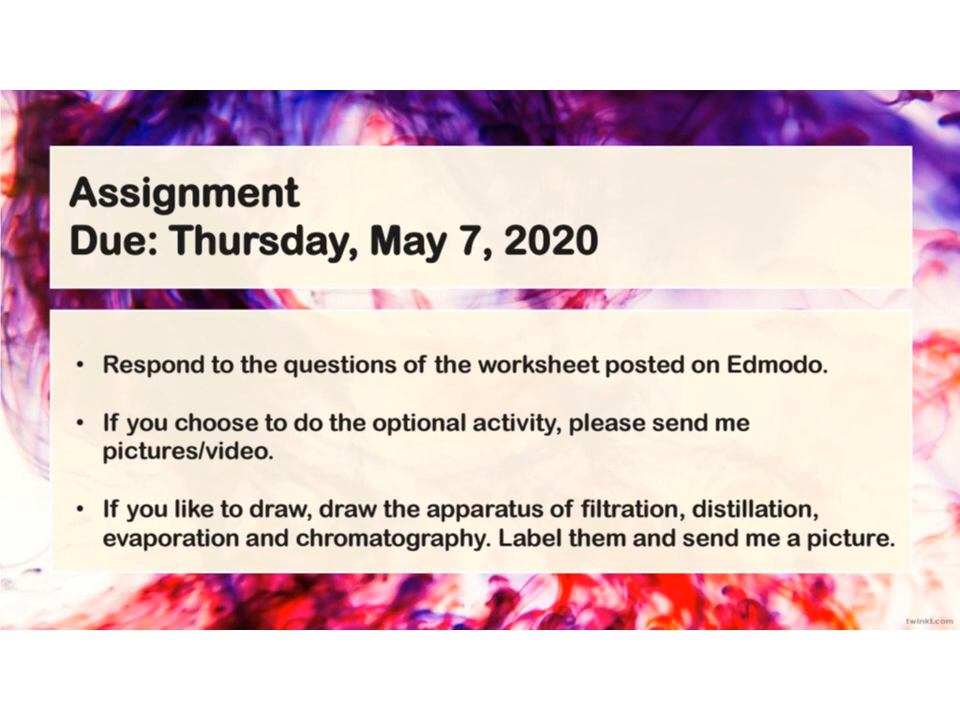 Assignment
Due: Thursday, May 7, 2020
• Respond to the questions of the worksheet posted on Edmodo.
• If you choose to do the optional activity, please send me
pictures/video.
• If you like to draw, draw the apparatus of filtration, distillation,
evaporation and chromatography. Label them and send me a picture.
twinkl.com